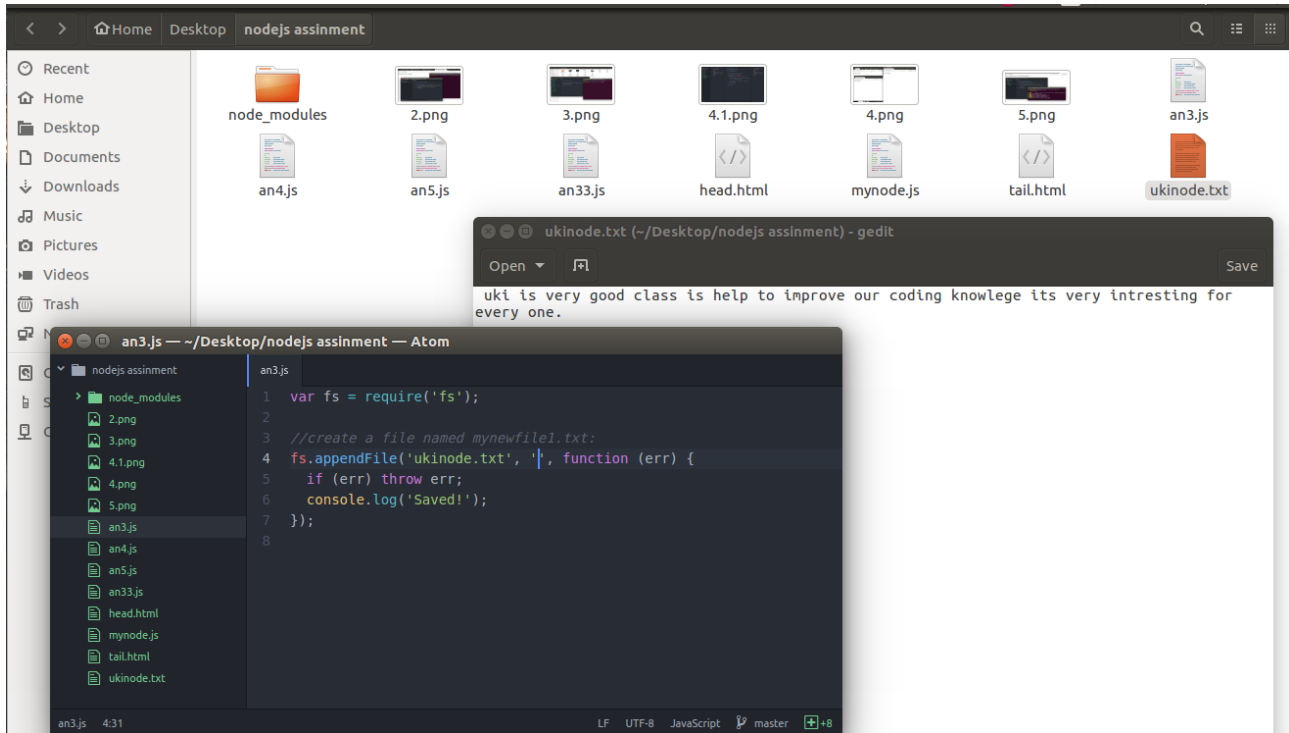 Home Desktop nodejs assinment
Recent
Home
Desktop
Documents
Downloads
Music
Pictures
Videos
Trash
node_modules 2.png 3.png 4.1.png 4.png 5.png an3.js
an4.js an5.js an33.js head.html mynode.js tail.html ukinode.txt
ukinode.txt (~/Desktop/nodejs assinment) - gedit
Open Save
uki is very good class is help to improve our coding knowlege its very intresting for
every one.
an3.js — ~/Desktop/nodejs assinment — Atom
nodejs assinment
node_modules
2.png
3.png
4.1.png
4.png
5.png
an3.js
an4.js
an5.js
an33.js
head.html
mynode.js
tail.html
ukinode.txt
an3.js
1 var fs = require('fs');
2
3 //create a file named mynewfile1.txt:
4 fs.appendFile('ukinode.txt', '', function (err) {
5 if (err) throw err;
6 console.log('Saved!');
7 });
8
an3.js 4:31 LF UTF-8 JavaScript master +8